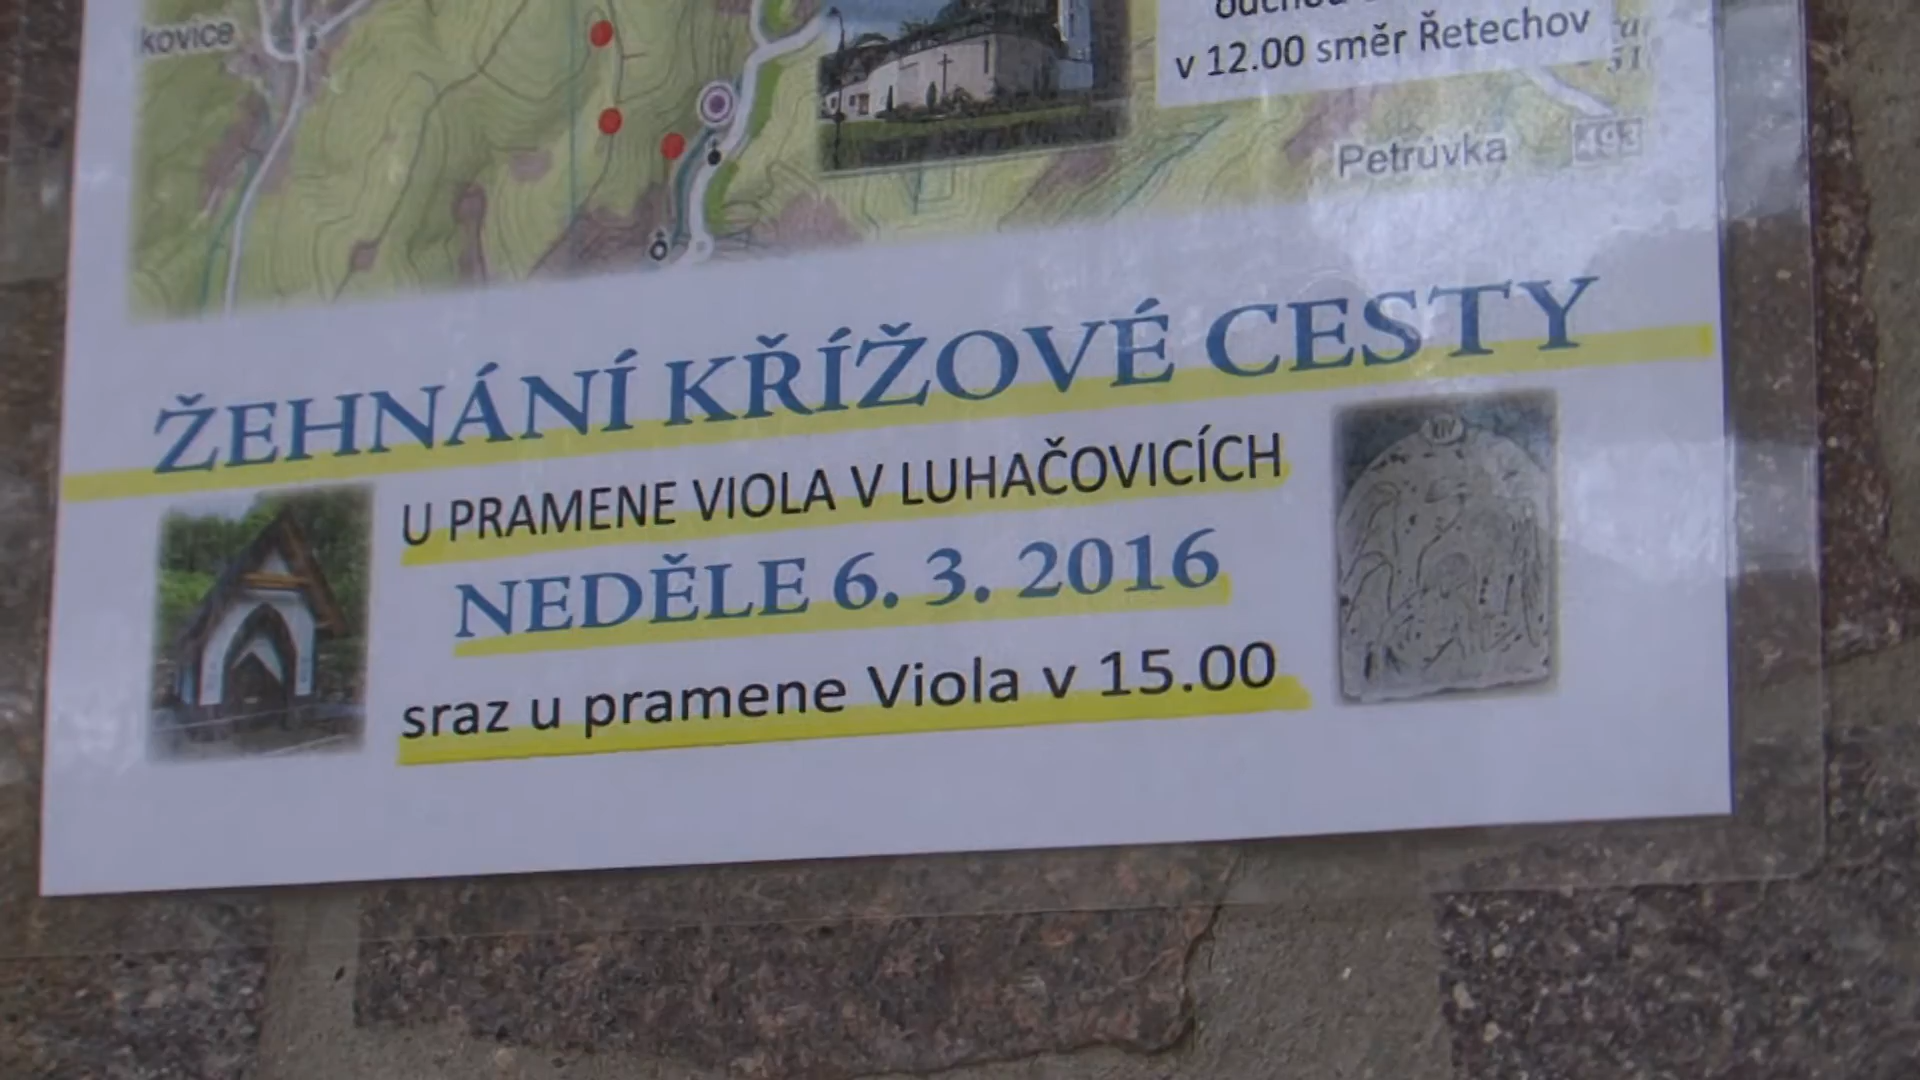 kovice
v 12.00 směr Řetechov
Petrůvka
493
ŽEHNÁNÍ KŘÍŽOVÉ CESTY
U PRAMENE VIOLA V LUHAČOVICÍCH
NEDĚLE 6. 3. 2016
sraz u pramene Viola v 15.00
XIV